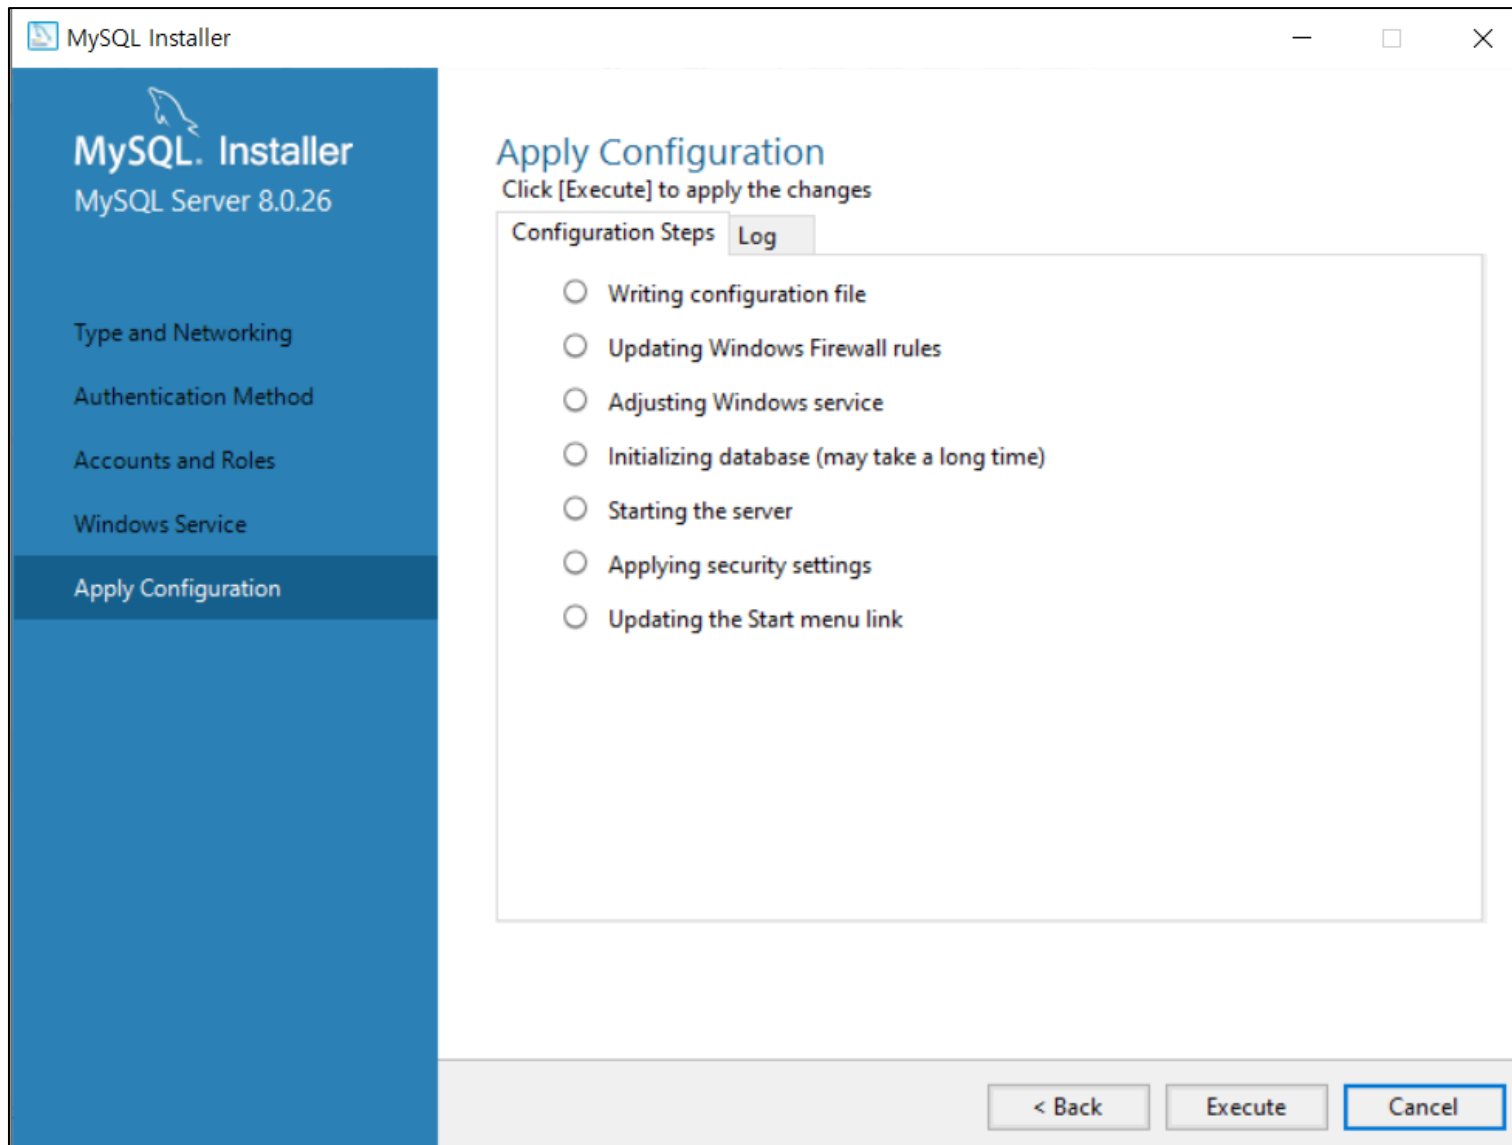 MySQL Installer
MySQL. Installer
MySQL Server 8.0.26
Type and Networking
Authentication Method
Accounts and Roles
Windows Service
Apply Configuration
Apply Configuration
Click [Execute] to apply the changes
Configuration Steps Log
Writing configuration file
Updating Windows Firewall rules
Adjusting Windows service
Initializing database (may take a long time)
Starting the server
Applying security settings
Updating the Start menu link
< Back Execute Cancel